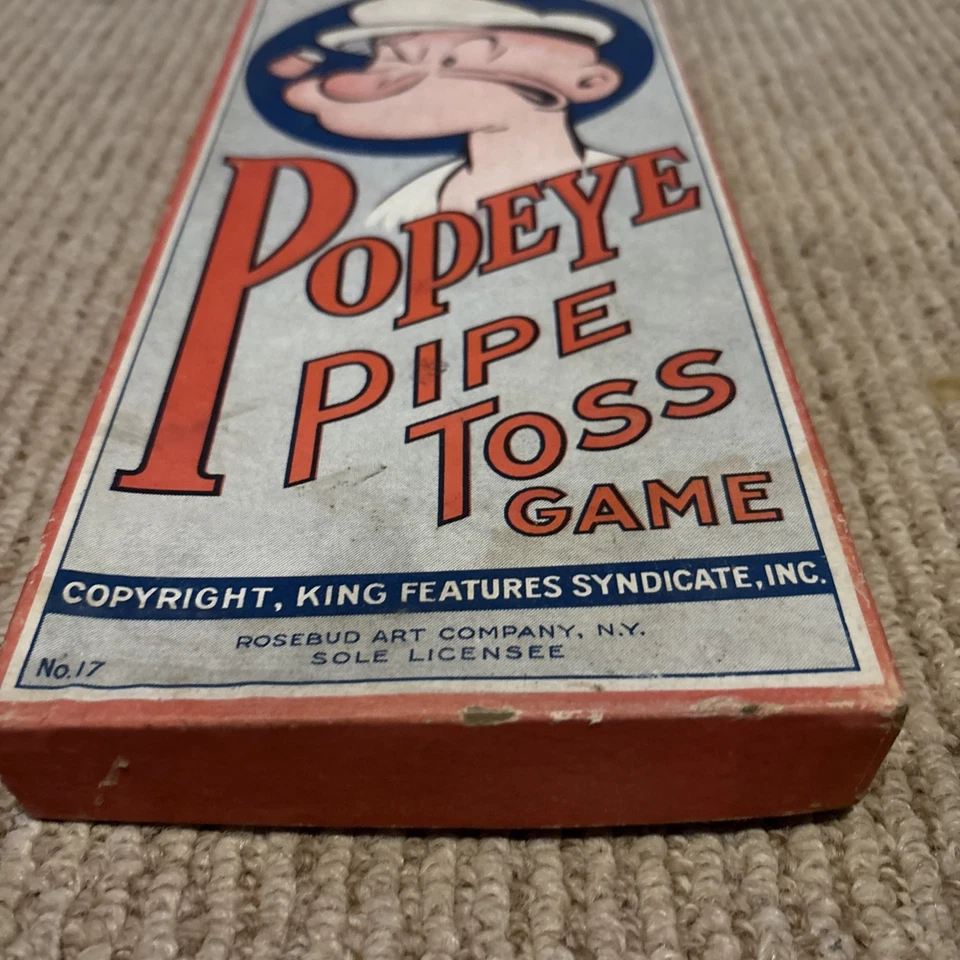 POPEYE
PIPE
TOSS
GAME
COPYRIGHT, KING FEATURES SYNDICATE, INC.
ROSEBUD ART COMPANY, N.Y.
SOLE LICENSEE
No. 17